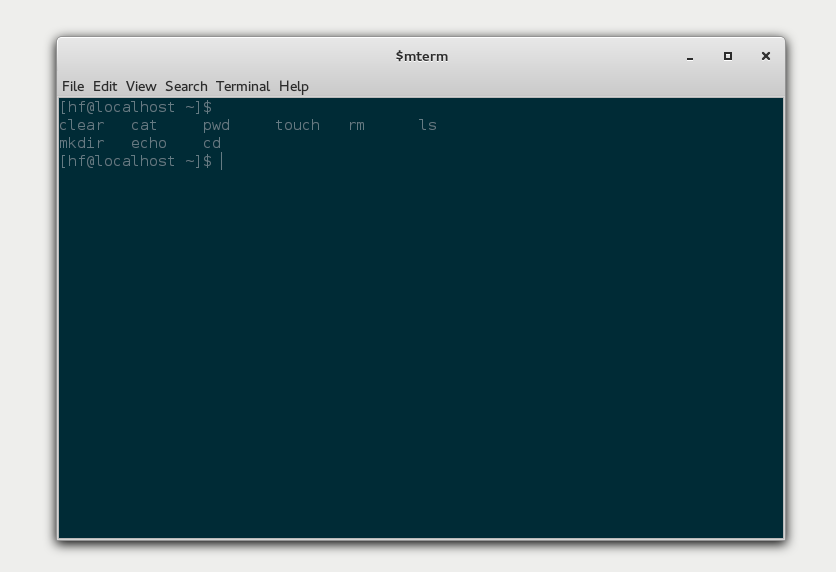 $mterm
File Edit View Search Terminal Help
[hf@localhost ~]$
clear cat pwd touch rm ls
mkdir echo cd
[hf@localhost ~]$